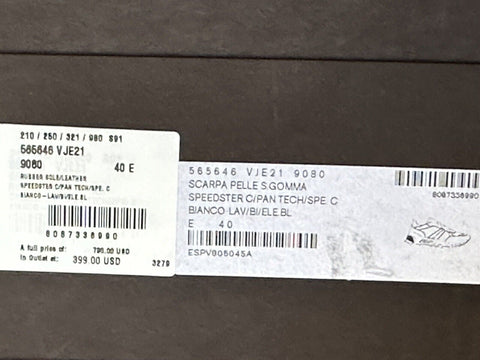 210 / 250 / 321 / 980 S91
565646 VJE21
9080 40 E
RUBBER SOLE/LEATHER
SPEEDSTER C/PAN TECH/SPE. C
BIANCO-LAV/BI/ELE.BL
8087338990
A full price of: 798.00 USD
In Outlet at: 399.00 USD 3279
565646 VJE21 9080
SCARPA PELLE S.GOMMA
SPEEDSTER C/PAN TECH/SPE. C
BIANCO-LAV/BI/ELE.BL
E 40
ESPV805045A
8087338990